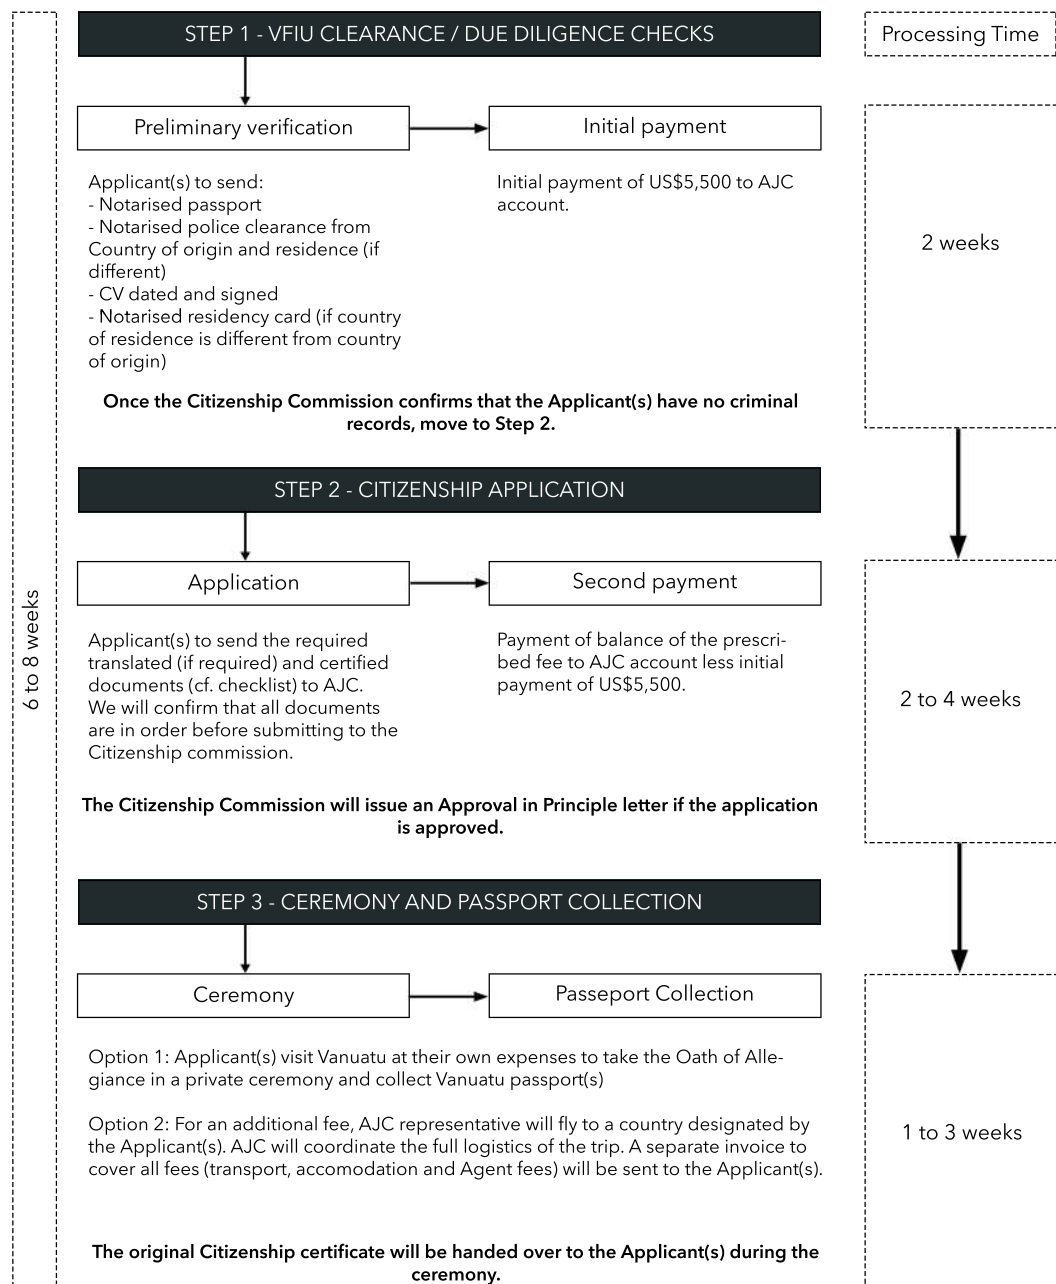 STEP 1 - VFIU CLEARANCE / DUE DILIGENCE CHECKS
Processing Time
Preliminary verification
Initial payment
Applicant(s) to send:
- Notarised passport
- Notarised police clearance from
Country of origin and residence (if
different)
- CV dated and signed
- Notarised residency card (if country
of residence is different from country
of origin)
Initial payment of US$5,500 to AJC
account.
2 weeks
Once the Citizenship Commission confirms that the Applicant(s) have no criminal
records, move to Step 2.
STEP 2 - CITIZENSHIP APPLICATION
Application
Second payment
Applicant(s) to send the required
translated (if required) and certified
documents (cf. checklist) to AJC.
We will confirm that all documents
are in order before submitting to the
Citizenship commission.
Payment of balance of the prescri-
bed fee to AJC account less initial
payment of US$5,500.
2 to 4 weeks
6 to 8 weeks
The Citizenship Commission will issue an Approval in Principle letter if the application
is approved.
STEP 3 - CEREMONY AND PASSPORT COLLECTION
Ceremony
Passeport Collection
Option 1: Applicant(s) visit Vanuatu at their own expenses to take the Oath of Alle-
giance in a private ceremony and collect Vanuatu passport(s)
Option 2: For an additional fee, AJC representative will fly to a country designated by
the Applicant(s). AJC will coordinate the full logistics of the trip. A separate invoice to
cover all fees (transport, accomodation and Agent fees) will be sent to the Applicant(s).
1 to 3 weeks
The original Citizenship certificate will be handed over to the Applicant(s) during the
ceremony.